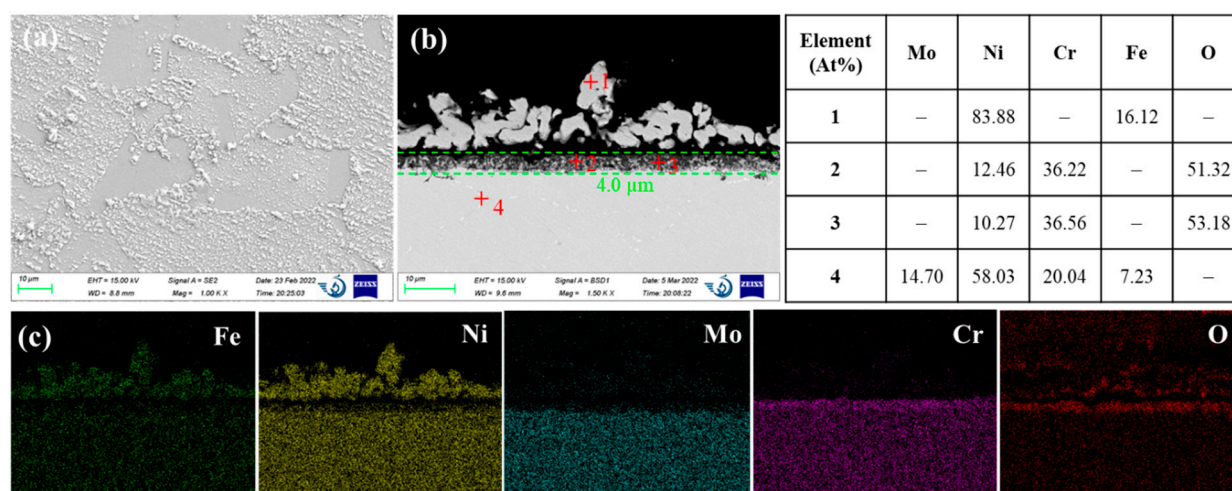 (a)
10 μm
EHT = 15.00 kV
Signal A = SE2
Date: 23 Feb 2022
WD = 8.8 mm
Mag = 1.00 K X
Time: 20:25:03
ZEISS
(b)
+1
+2
+3
4.0 μm
+4
10 μm
EHT = 15.00 kV
Signal A = BSD1
Date: 5 Mar 2022
WD = 9.6 mm
Mag = 1.50 K X
Time: 20:08:22
ZEISS
Element (At%) Mo Ni Cr Fe O
1 – 83.88 – 16.12 –
2 – 12.46 36.22 – 51.32
3 – 10.27 36.56 – 53.18
4 14.70 58.03 20.04 7.23 –
(c)
Fe
Ni
Mo
Cr
O